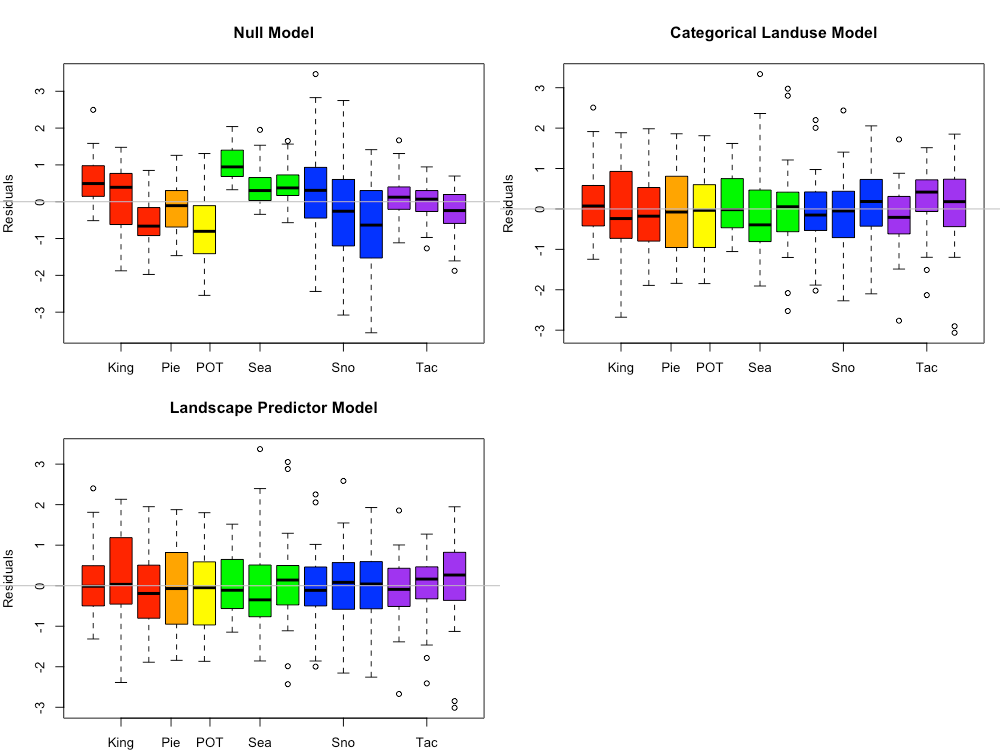 Null Model
Residuals
3
2
1
0
-1
-2
-3
King Pie POT Sea Sno Tac
Categorical Landuse Model
Residuals
3
2
1
0
-1
-2
-3
King Pie POT Sea Sno Tac
Landscape Predictor Model
Residuals
3
2
1
0
-1
-2
-3
King Pie POT Sea Sno Tac